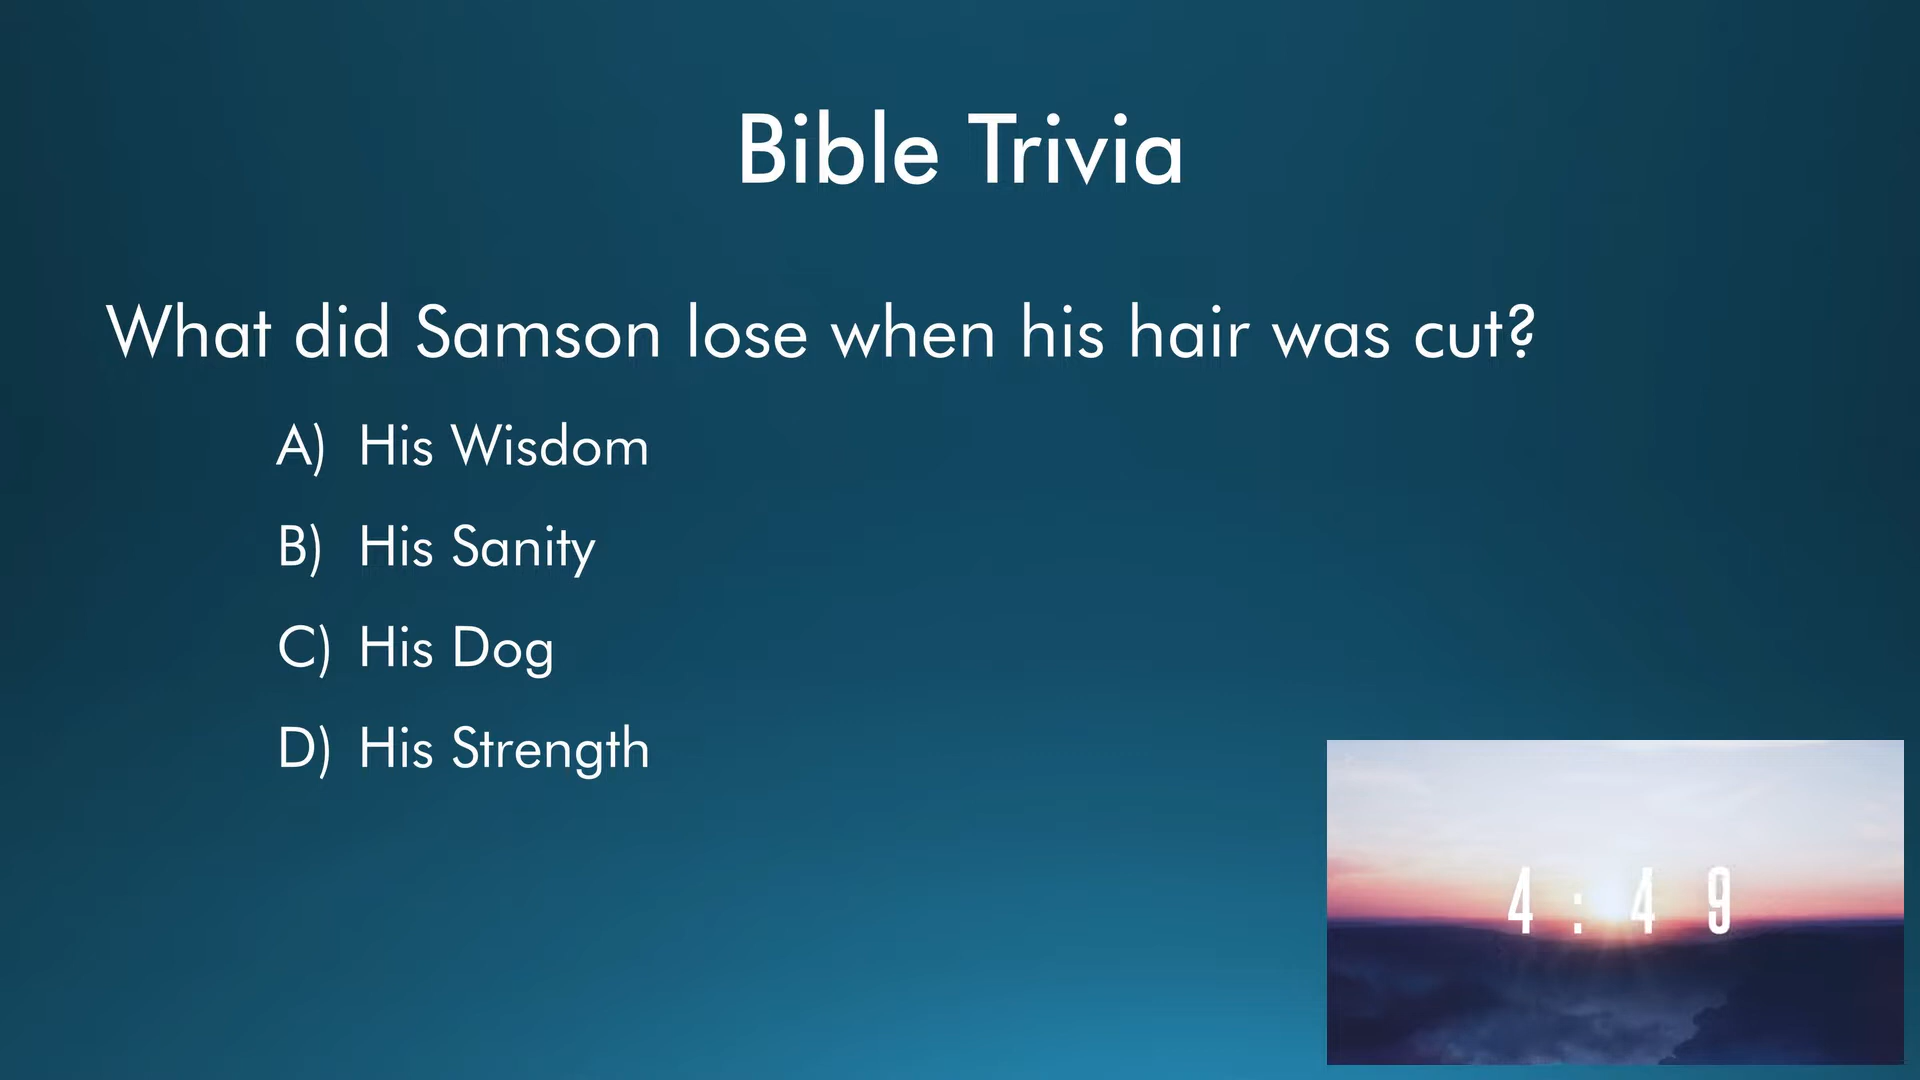 Bible Trivia
What did Samson lose when his hair was cut?
A) His Wisdom
B) His Sanity
C) His Dog
D) His Strength
4 : 4 9